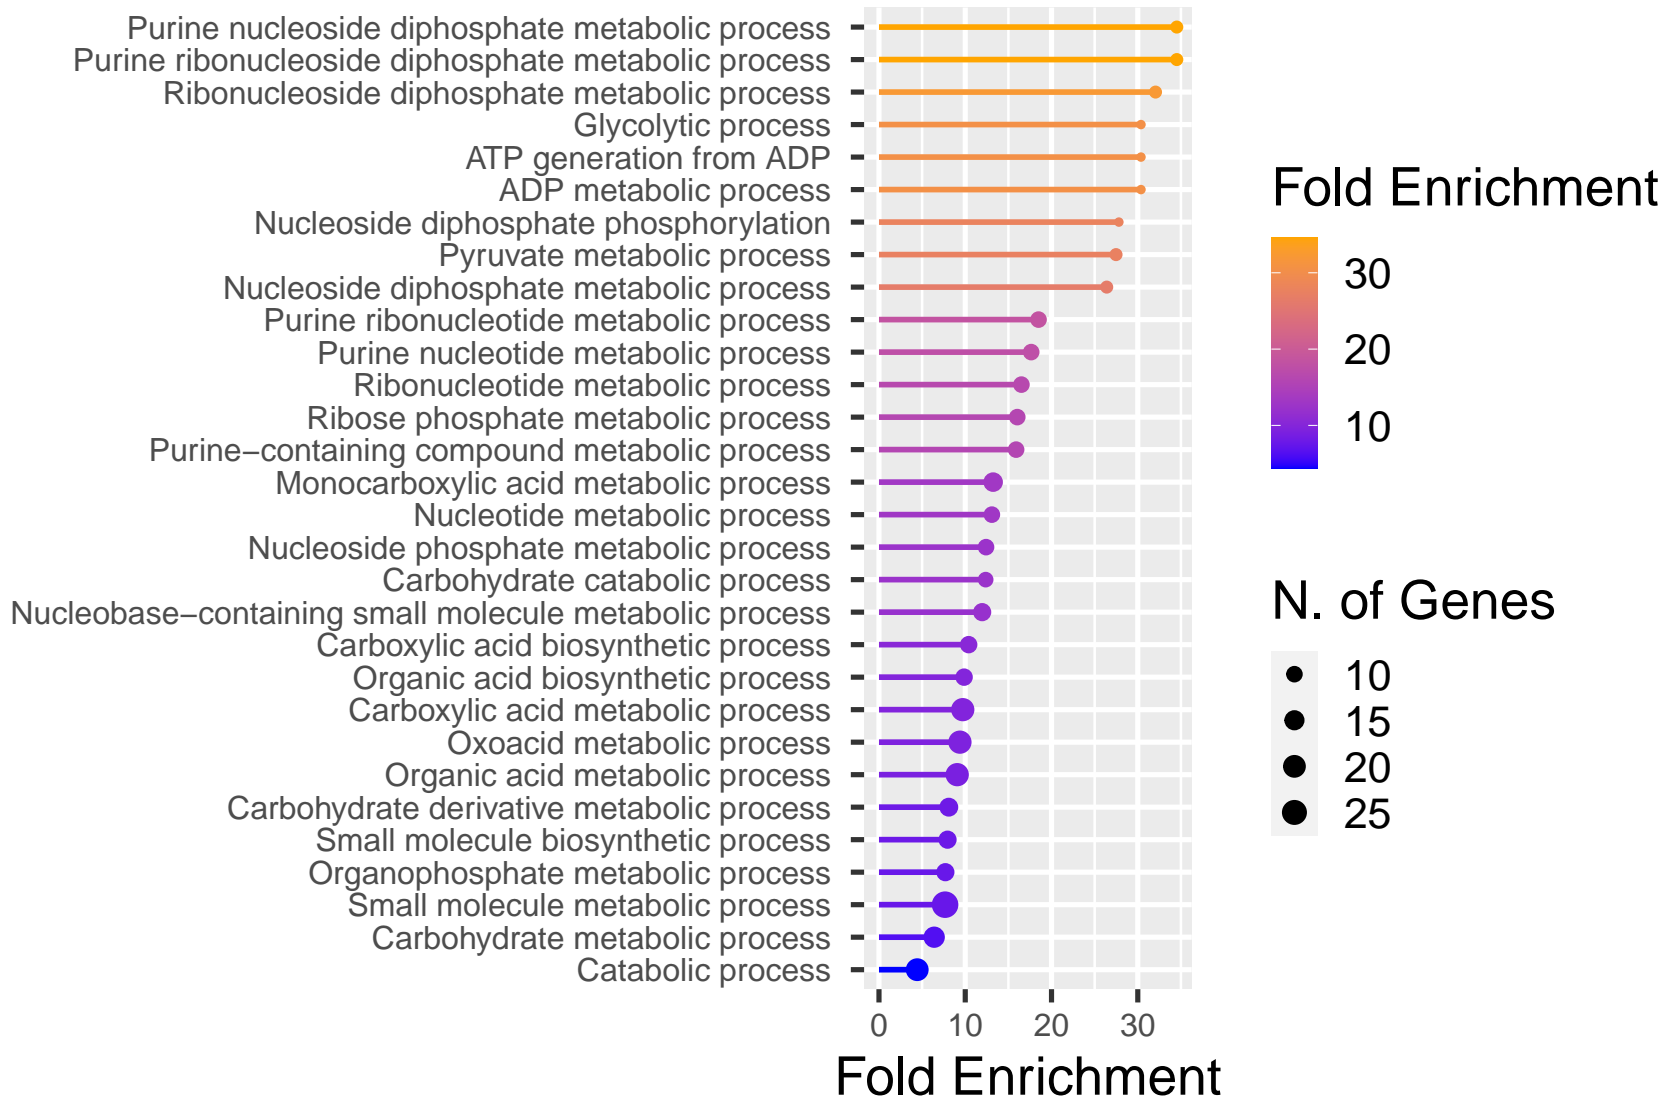 Purine nucleoside diphosphate metabolic process
Purine ribonucleoside diphosphate metabolic process
Ribonucleoside diphosphate metabolic process
Glycolytic process
ATP generation from ADP
ADP metabolic process
Nucleoside diphosphate phosphorylation
Pyruvate metabolic process
Nucleoside diphosphate metabolic process
Purine ribonucleotide metabolic process
Purine nucleotide metabolic process
Ribonucleotide metabolic process
Ribose phosphate metabolic process
Purine−containing compound metabolic process
Monocarboxylic acid metabolic process
Nucleotide metabolic process
Nucleoside phosphate metabolic process
Carbohydrate catabolic process
Nucleobase−containing small molecule metabolic process
Carboxylic acid biosynthetic process
Organic acid biosynthetic process
Carboxylic acid metabolic process
Oxoacid metabolic process
Organic acid metabolic process
Carbohydrate derivative metabolic process
Small molecule biosynthetic process
Organophosphate metabolic process
Small molecule metabolic process
Carbohydrate metabolic process
Catabolic process
0 10 20 30
Fold Enrichment
Fold Enrichment
30
20
10
N. of Genes
10
15
20
25